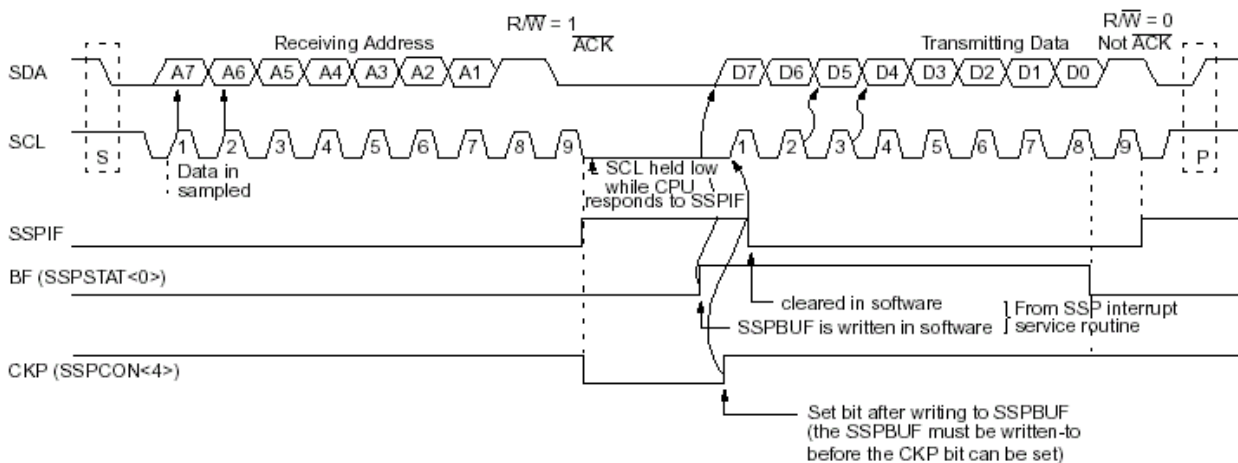 R/W = 1
R/W = 0
Receiving Address
ACK
Transmitting Data
Not ACK
SDA
A7 A6 A5 A4 A3 A2 A1
D7 D6 D5 D4 D3 D2 D1 D0
SCL
S
1 2 3 4 5 6 7 8 9
1 2 3 4 5 6 7 8 9
P
Data in
sampled
SCL held low
while CPU
responds to SSPIF
SSPIF
BF (SSPSTAT<0>)
cleared in software
SSPBUF is written in software
From SSP interrupt
service routine
CKP (SSPCON<4>)
Set bit after writing to SSPBUF
(the SSPBUF must be written-to
before the CKP bit can be set)